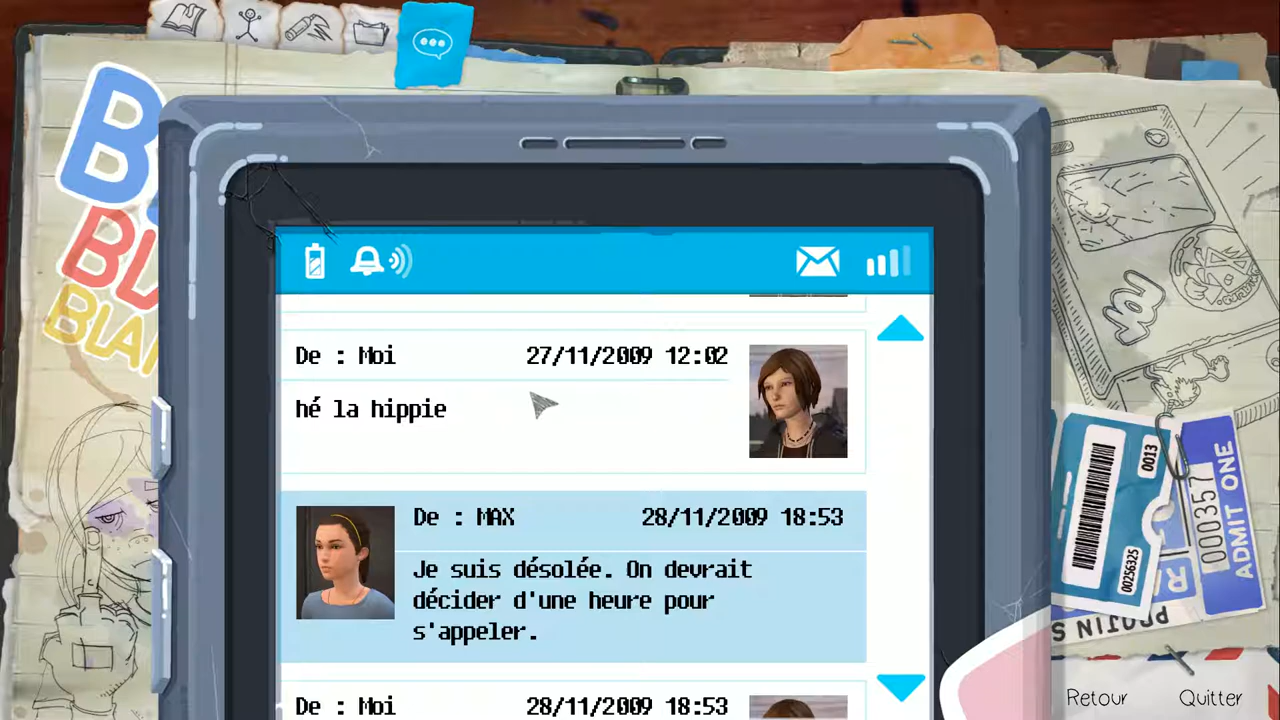 De : Moi 27/11/2009 12:02
hé la hippie
De : MAX 28/11/2009 18:53
Je suis désolée. On devrait
décider d'une heure pour
s'appeler.
De : Moi 28/11/2009 18:53
0013
00256325
000357
ADMIT ONE
Retour Quitter